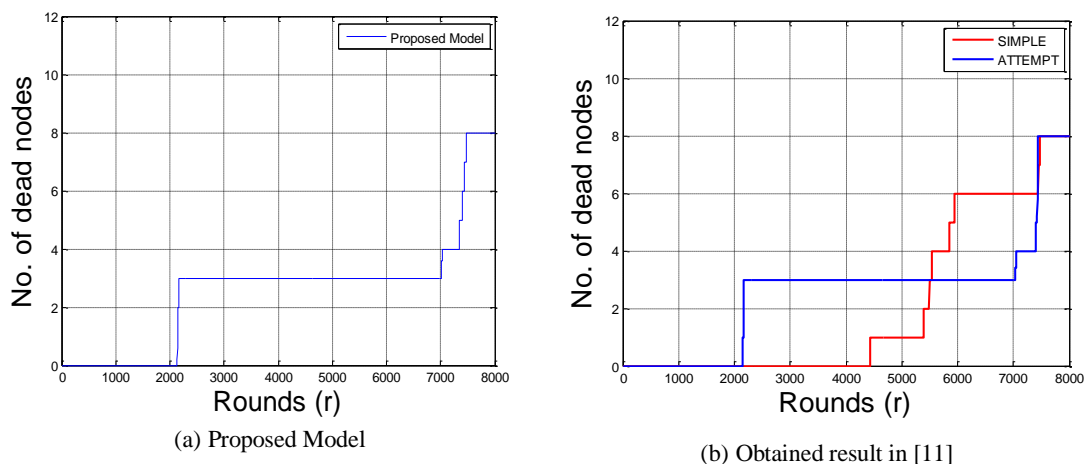 12
10
8
6
4
2
0
No. of dead nodes
Proposed Model
0 1000 2000 3000 4000 5000 6000 7000 8000
Rounds (r)
(a) Proposed Model
12
10
8
6
4
2
0
No. of dead nodes
SIMPLE
ATTEMPT
0 1000 2000 3000 4000 5000 6000 7000 8000
Rounds (r)
(b) Obtained result in [11]